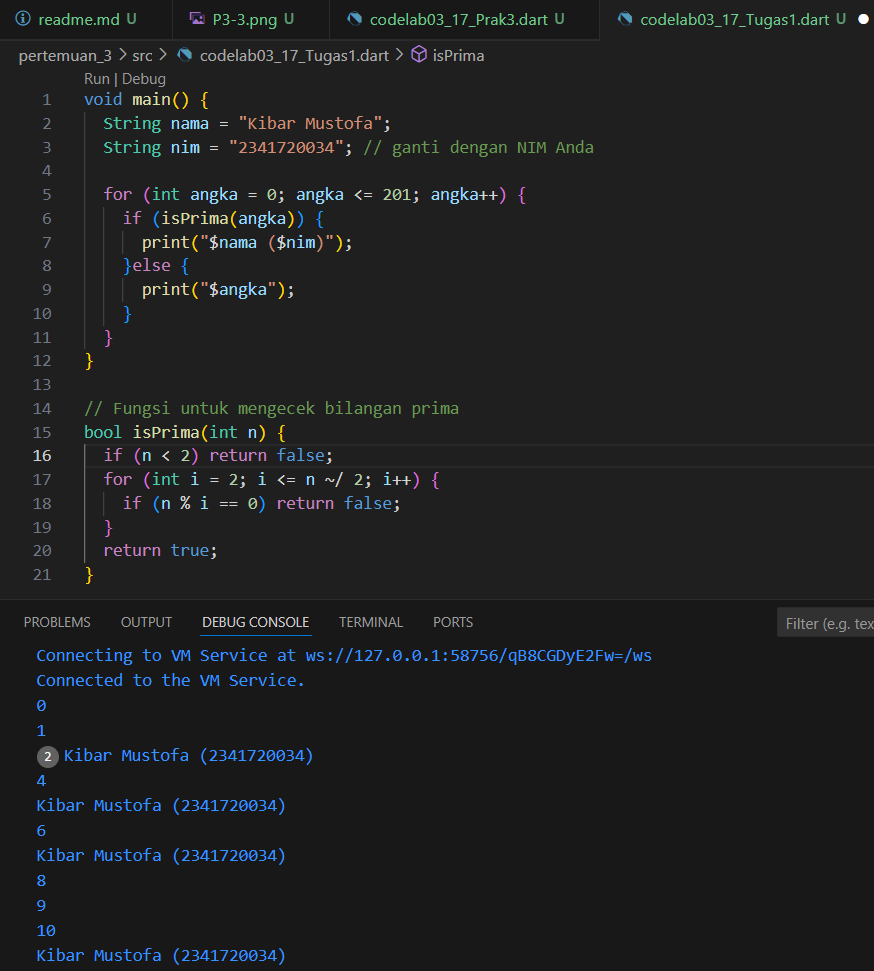 readme.md U P3-3.png U codelab03_17_Prak3.dart U codelab03_17_Tugas1.dart U
pertemuan_3 > src > codelab03_17_Tugas1.dart > isPrima
Run | Debug
1 void main() {
2 String nama = "Kibar Mustofa";
3 String nim = "2341720034"; // ganti dengan NIM Anda
4
5 for (int angka = 0; angka <= 201; angka++) {
6 if (isPrima(angka)) {
7 print("$nama ($nim)");
8 }else {
9 print("$angka");
10 }
11 }
12 }
13
14 // Fungsi untuk mengecek bilangan prima
15 bool isPrima(int n) {
16 if (n < 2) return false;
17 for (int i = 2; i <= n ~/ 2; i++) {
18 if (n % i == 0) return false;
19 }
20 return true;
21 }
PROBLEMS OUTPUT DEBUG CONSOLE TERMINAL PORTS Filter (e.g. tex
Connecting to VM Service at ws://127.0.0.1:58756/qB8CGDyE2Fw=/ws
Connected to the VM Service.
0
1
2 Kibar Mustofa (2341720034)
4
Kibar Mustofa (2341720034)
6
Kibar Mustofa (2341720034)
8
9
10
Kibar Mustofa (2341720034)